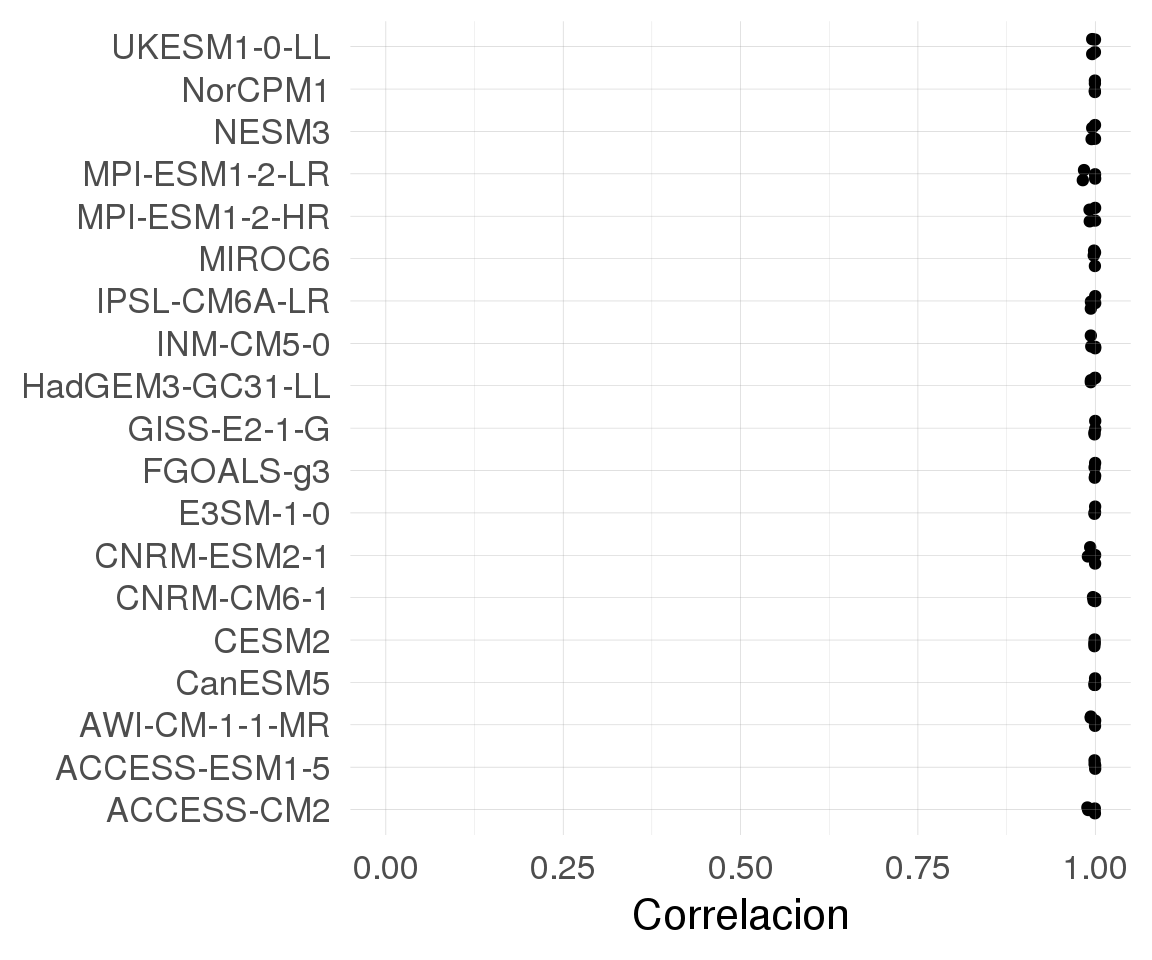 UKESM1-0-LL
NorCPM1
NESM3
MPI-ESM1-2-LR
MPI-ESM1-2-HR
MIROC6
IPSL-CM6A-LR
INM-CM5-0
HadGEM3-GC31-LL
GISS-E2-1-G
FGOALS-g3
E3SM-1-0
CNRM-ESM2-1
CNRM-CM6-1
CESM2
CanESM5
AWI-CM-1-1-MR
ACCESS-ESM1-5
ACCESS-CM2
0.00 0.25 0.50 0.75 1.00
Correlacion